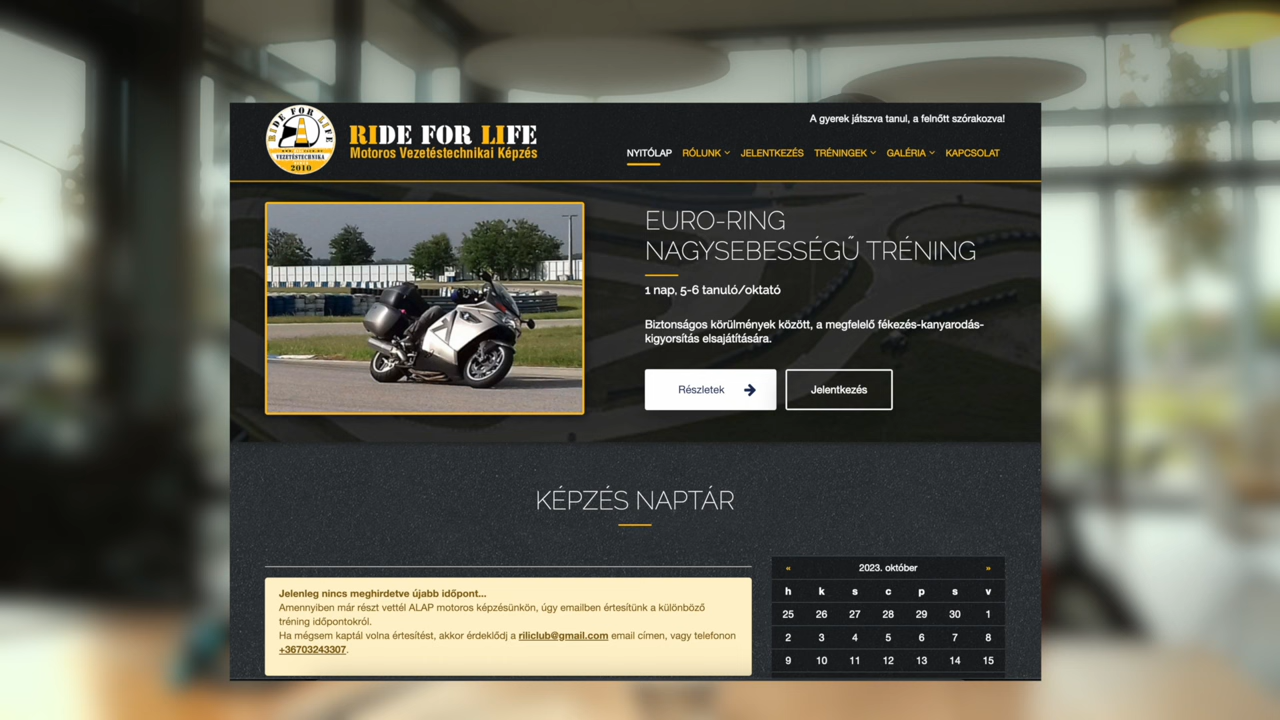 RIDE FOR LIFE
VEZETÉSTECHNIKA
2010
RIDE FOR LIFE
Motoros Vezetéstechnikai Képzés
A gyerek játszva tanul, a felnőtt szórakozva!
NYITÓLAP RÓLUNK JELENTKEZÉS TRÉNINGEK GALÉRIA KAPCSOLAT
EURO-RING
NAGYSEBESSÉGŰ TRÉNING
1 nap, 5-6 tanuló/oktató
Biztonságos körülmények között, a megfelelő fékezés-kanyarodás-
kigyorsítás elsajátítására.
Részletek Jelentkezés
KÉPZÉS NAPTÁR
Jelenleg nincs meghirdetve újabb időpont...
Amennyiben már részt vettél ALAP motoros képzésünkön, úgy emailben értesítünk a különböző
tréning időpontokról.
Ha mégsem kaptál volna értesítést, akkor érdeklődj a riliclub@gmail.com email címen, vagy telefonon
+36703243307.
« 2023. október »
h k s c p s v
25 26 27 28 29 30 1
2 3 4 5 6 7 8
9 10 11 12 13 14 15